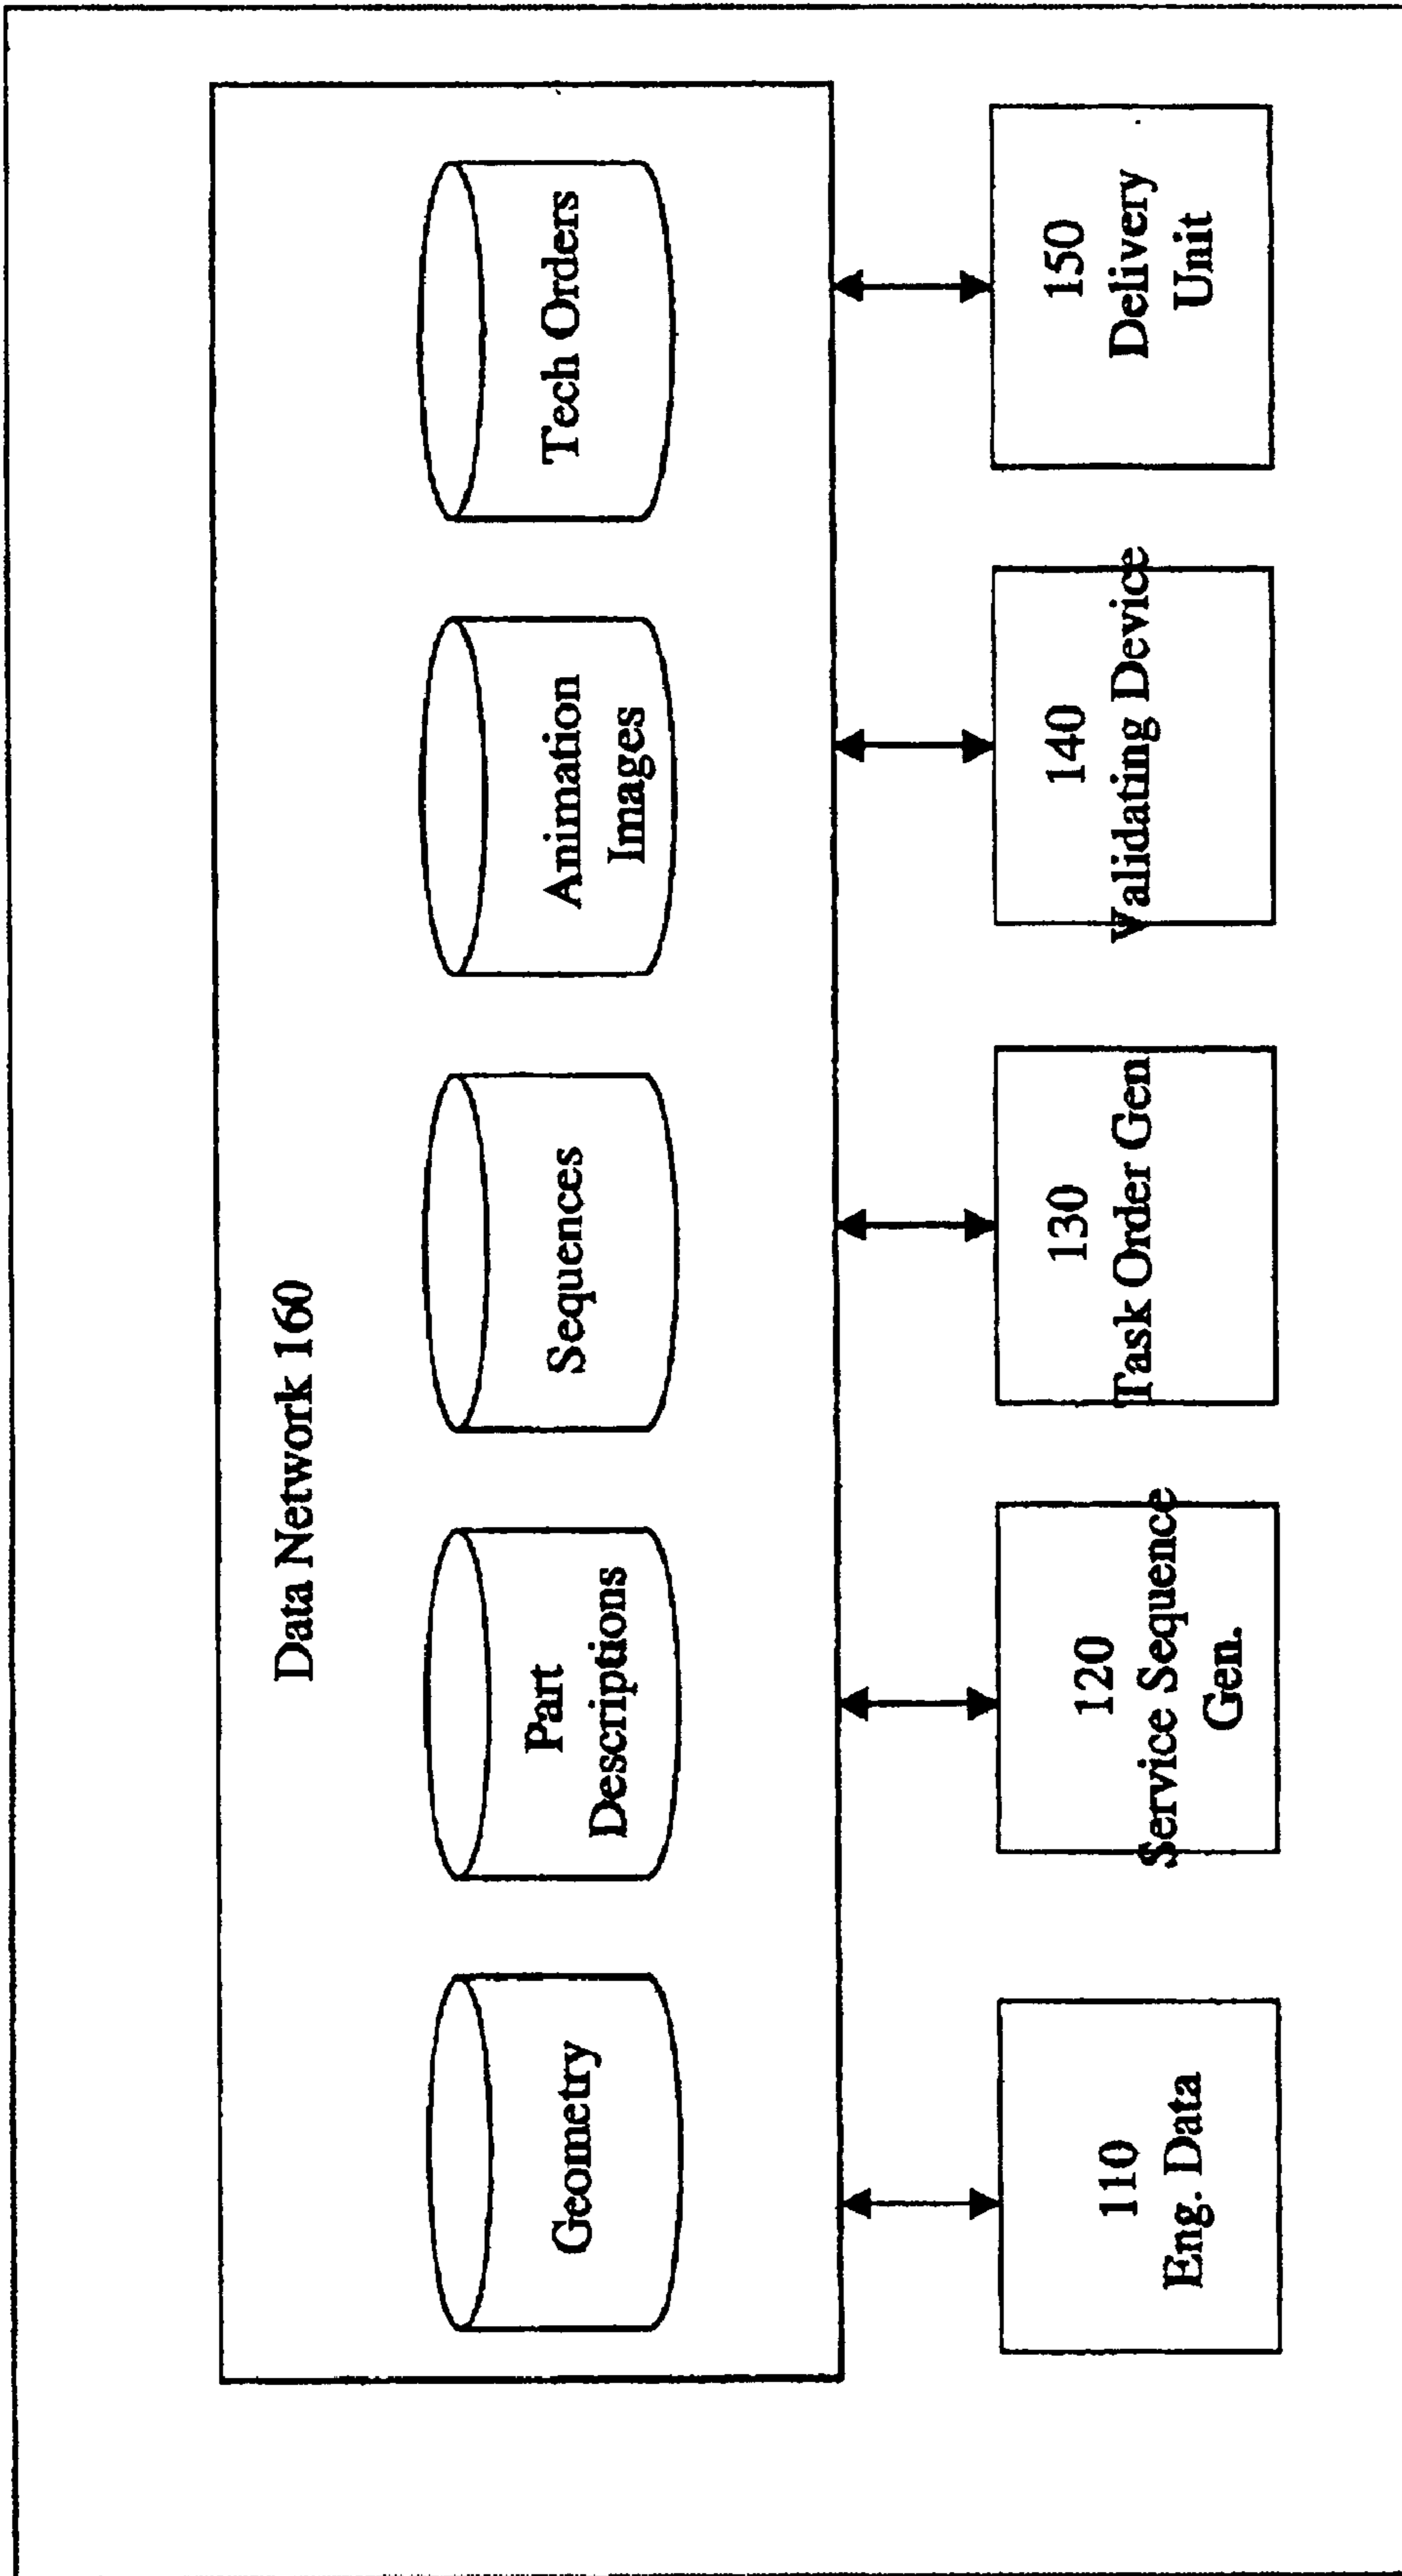 Data Network 160
Geometry
Part
Descriptions
Sequences
Animation
Images
Tech Orders
110
Eng. Data
120
Service Sequence
Gen.
130
Task Order Gen
140
Validating Device
150
Delivery
Unit